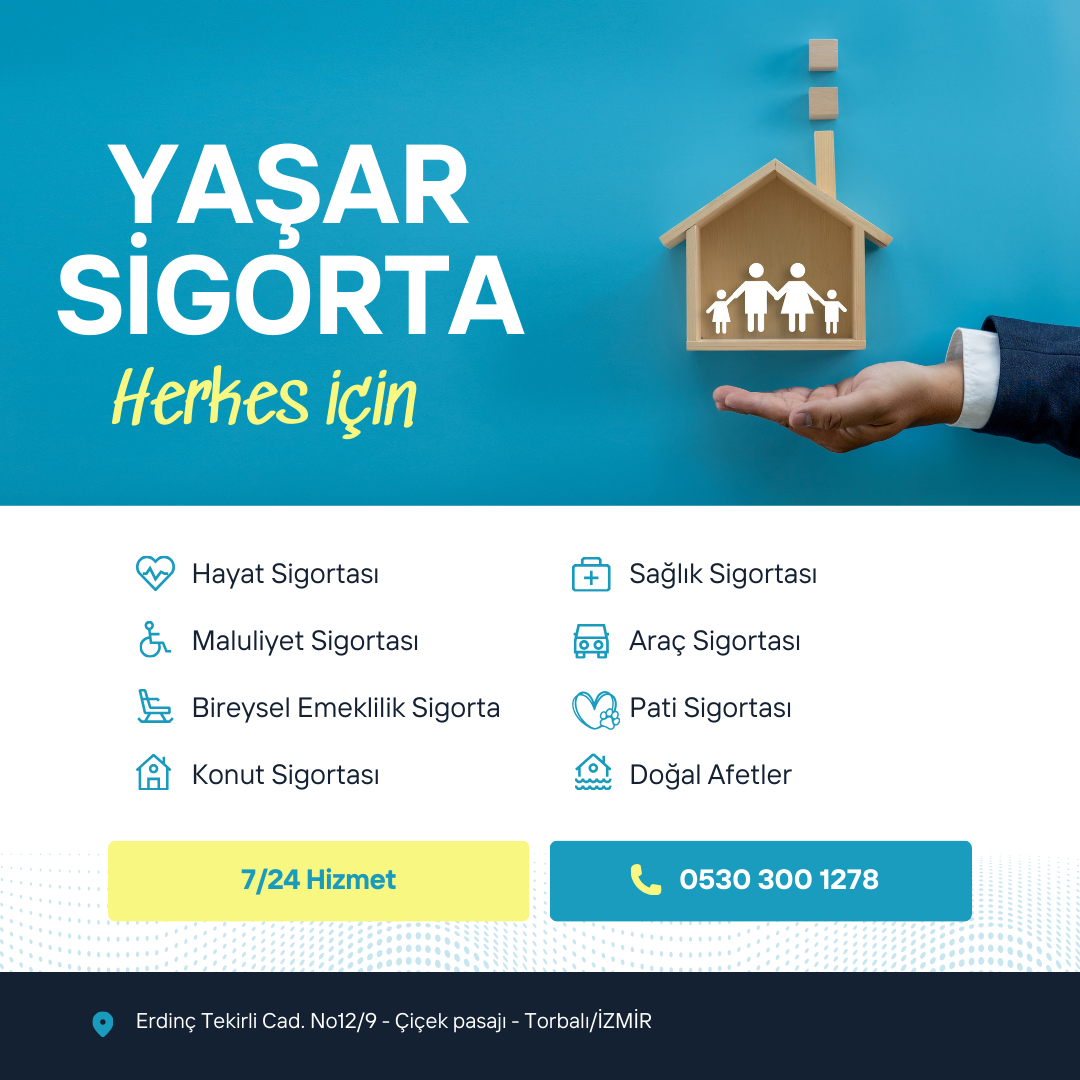 YAŞAR
SİGORTA
Herkes için
Hayat Sigortası
Maluliyet Sigortası
Bireysel Emeklilik Sigorta
Konut Sigortası
Sağlık Sigortası
Araç Sigortası
Pati Sigortası
Doğal Afetler
7/24 Hizmet
0530 300 1278
Erdinç Tekirli Cad. No12/9 - Çiçek pasajı - Torbalı/İZMİR